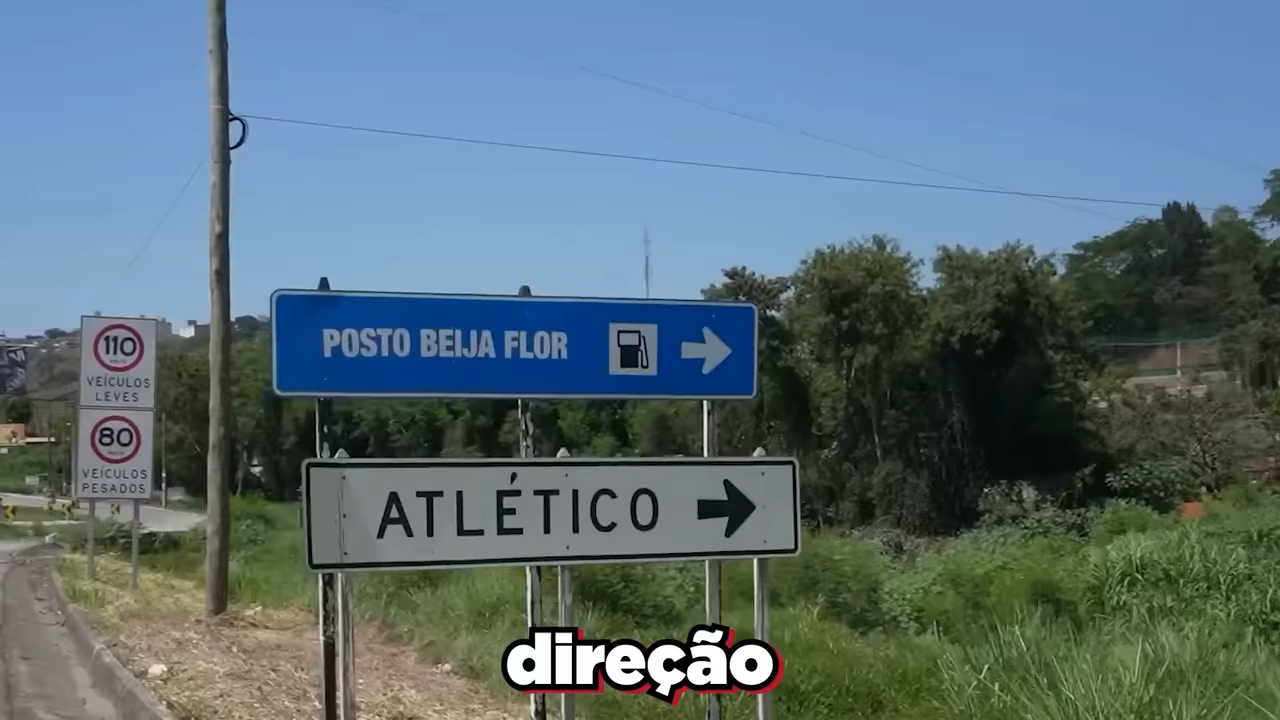 110
VEÍCULOS
LEVES
80
VEÍCULOS
PESADOS
POSTO BEIJA FLOR
ATLÉTICO
direção